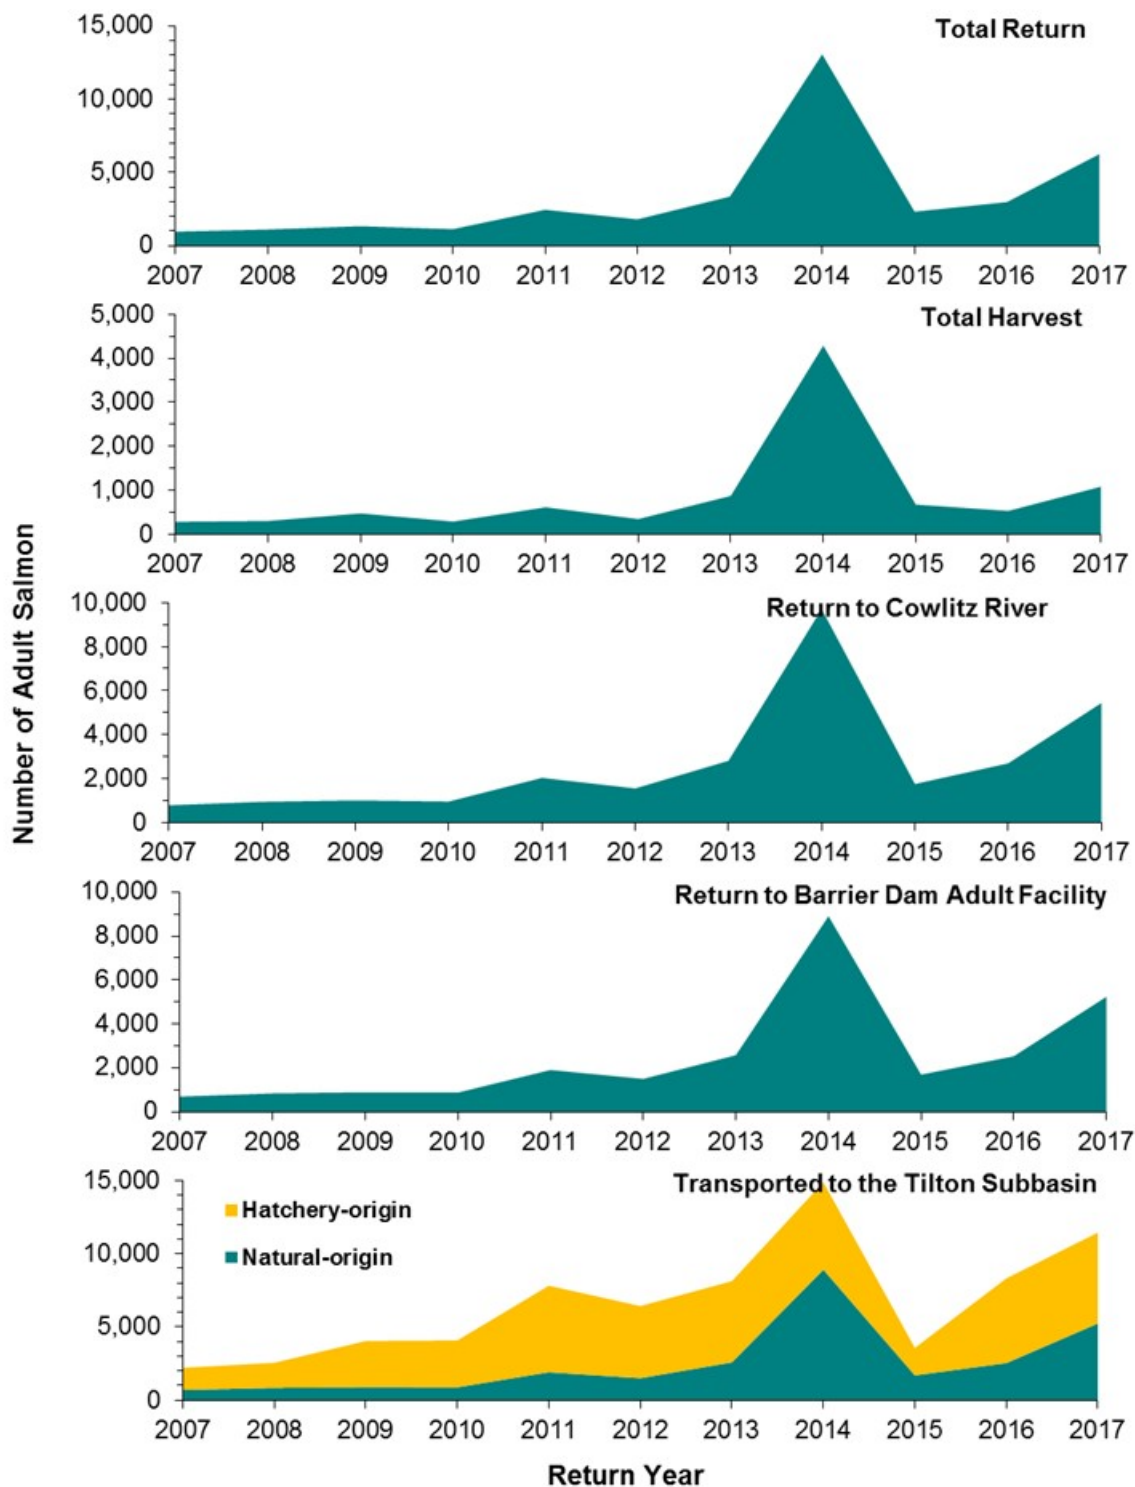 Number of Adult Salmon
Total Return
15,000
10,000
5,000
0
2007 2008 2009 2010 2011 2012 2013 2014 2015 2016 2017
Total Harvest
5,000
4,000
3,000
2,000
1,000
0
2007 2008 2009 2010 2011 2012 2013 2014 2015 2016 2017
Return to Cowlitz River
10,000
8,000
6,000
4,000
2,000
0
2007 2008 2009 2010 2011 2012 2013 2014 2015 2016 2017
Return to Barrier Dam Adult Facility
10,000
8,000
6,000
4,000
2,000
0
2007 2008 2009 2010 2011 2012 2013 2014 2015 2016 2017
Transported to the Tilton Subbasin
15,000
10,000
5,000
0
Hatchery-origin
Natural-origin
2007 2008 2009 2010 2011 2012 2013 2014 2015 2016 2017
Return Year